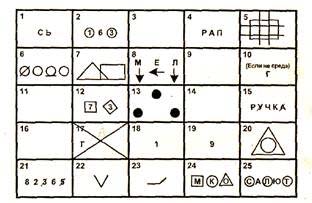 1 2 3 4 5
СЬ ① ⑥ 3 РАП
6 7 8 9 10
М Е Л (Если не среда)
Г
11 12 13 14 15
7 3 РУЧКА
16 17 18 19 20
Г 1 9
21 22 23 24 25
8 2 3 6 5 М К О САЛЮТ